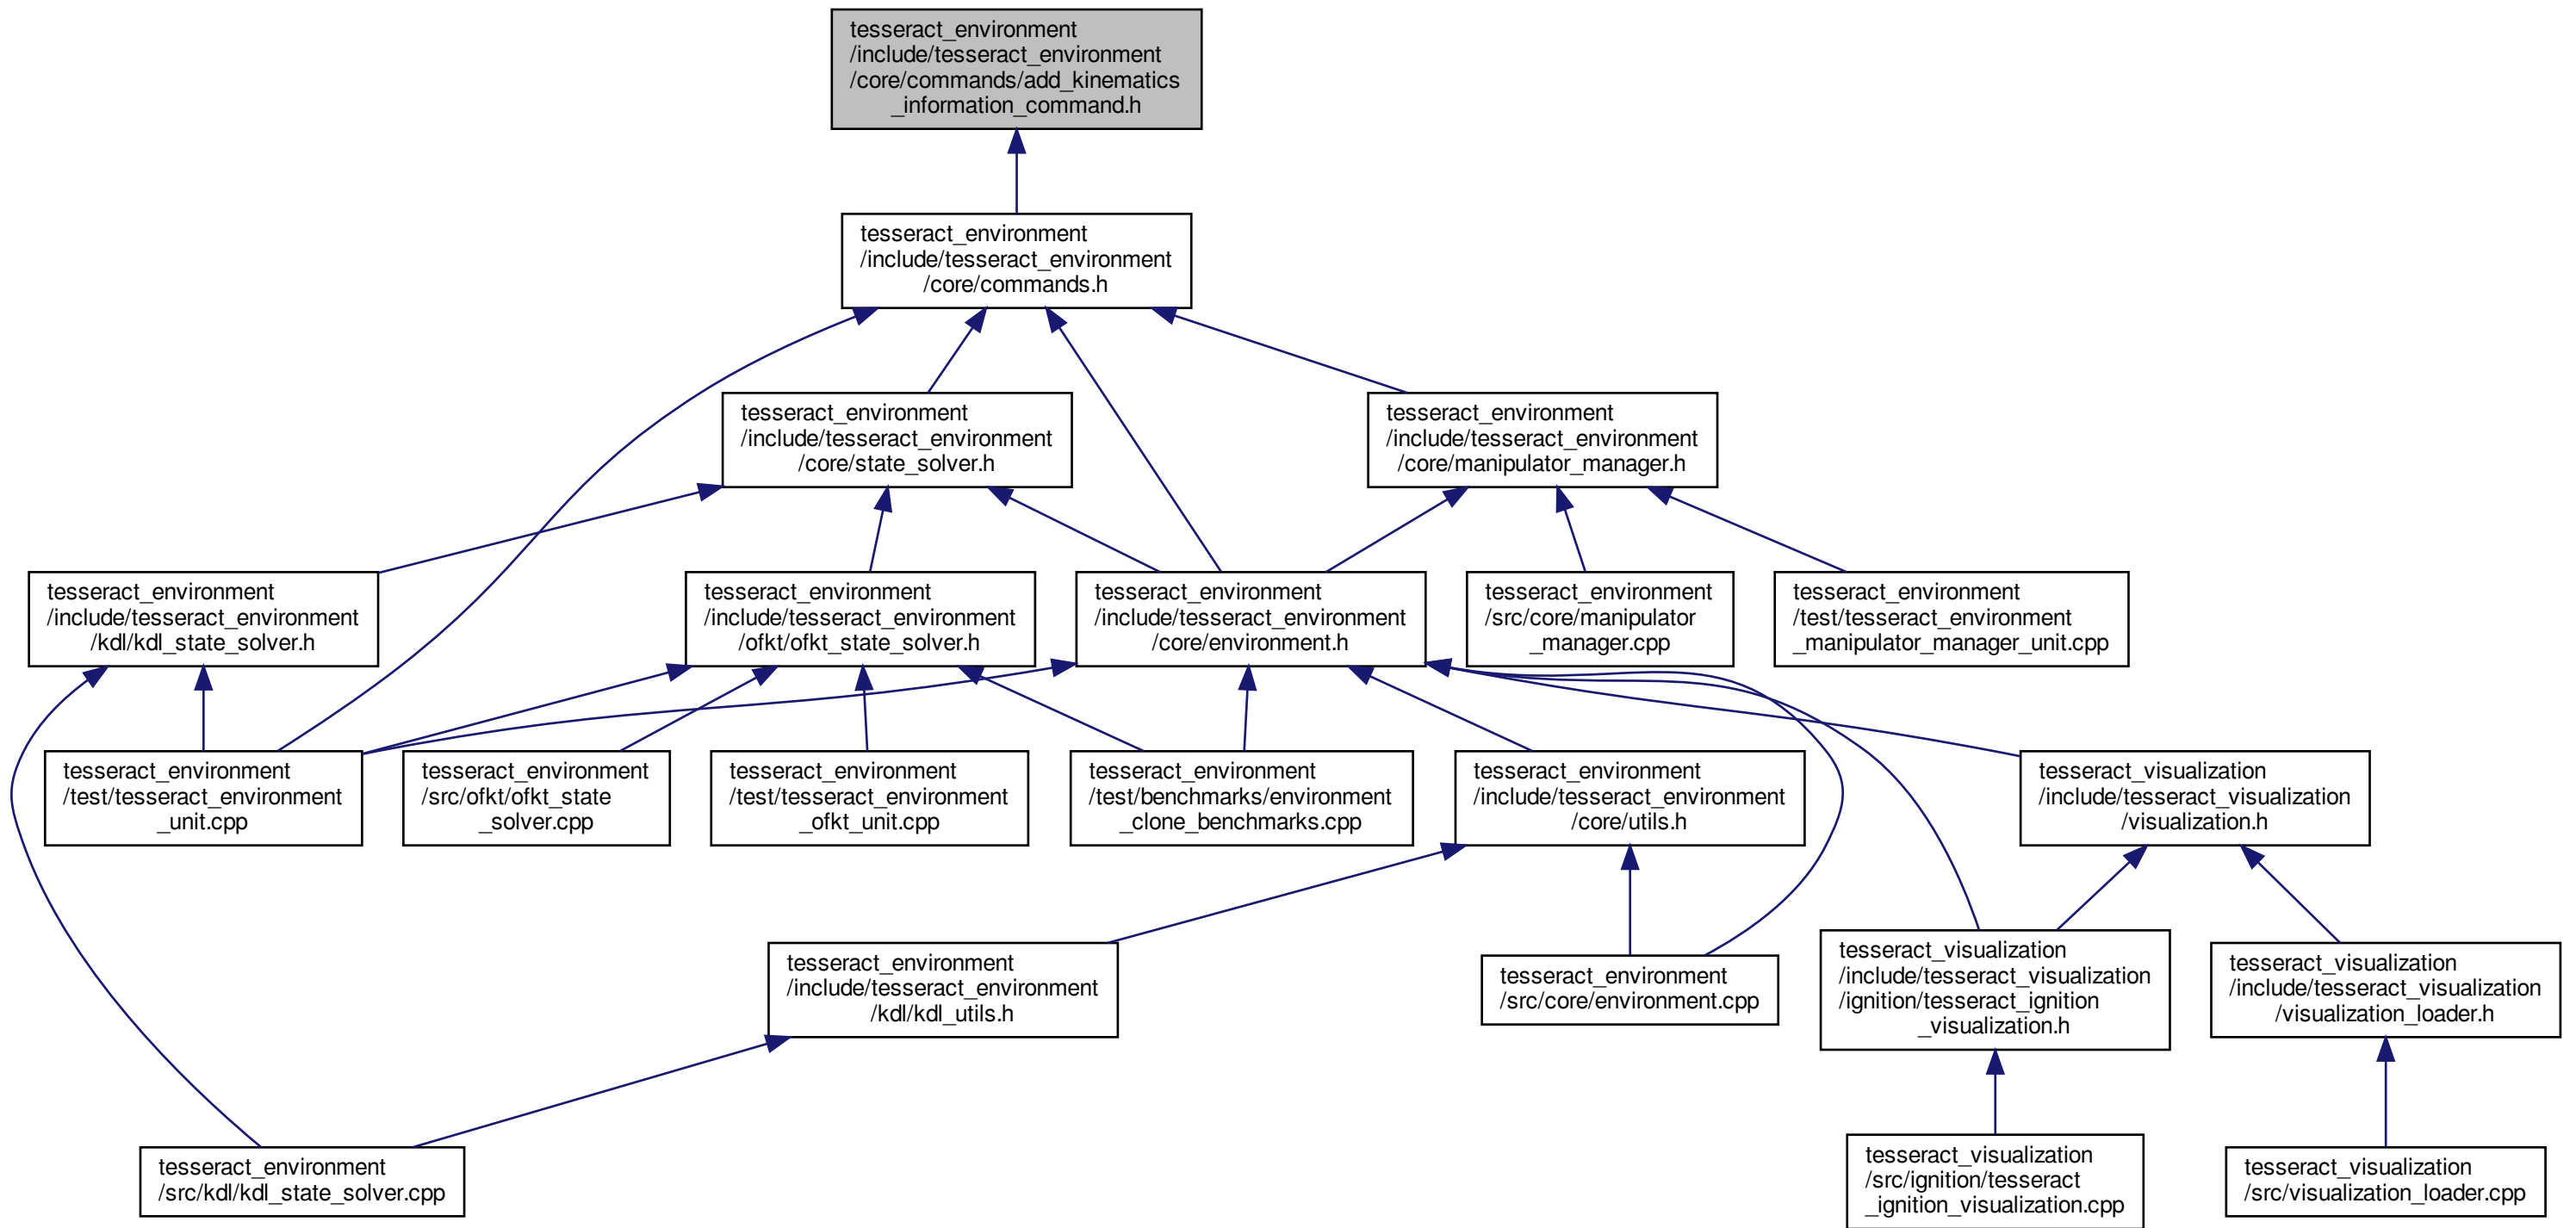 tesseract_environment
/include/tesseract_environment
/core/commands/add_kinematics
_information_command.h
tesseract_environment
/include/tesseract_environment
/core/commands.h
tesseract_environment
/include/tesseract_environment
/core/state_solver.h
tesseract_environment
/include/tesseract_environment
/core/manipulator_manager.h
tesseract_environment
/include/tesseract_environment
/kdl/kdl_state_solver.h
tesseract_environment
/include/tesseract_environment
/ofkt/ofkt_state_solver.h
tesseract_environment
/include/tesseract_environment
/core/environment.h
tesseract_environment
/src/core/manipulator
_manager.cpp
tesseract_environment
/test/tesseract_environment
_manipulator_manager_unit.cpp
tesseract_environment
/test/tesseract_environment
_unit.cpp
tesseract_environment
/src/ofkt/ofkt_state
_solver.cpp
tesseract_environment
/test/tesseract_environment
_ofkt_unit.cpp
tesseract_environment
/test/benchmarks/environment
_clone_benchmarks.cpp
tesseract_environment
/include/tesseract_environment
/core/utils.h
tesseract_visualization
/include/tesseract_visualization
/visualization.h
tesseract_environment
/include/tesseract_environment
/kdl/kdl_utils.h
tesseract_environment
/src/core/environment.cpp
tesseract_visualization
/include/tesseract_visualization
/ignition/tesseract_ignition
_visualization.h
tesseract_visualization
/include/tesseract_visualization
/visualization_loader.h
tesseract_environment
/src/kdl/kdl_state_solver.cpp
tesseract_visualization
/src/ignition/tesseract
_ignition_visualization.cpp
tesseract_visualization
/src/visualization_loader.cpp